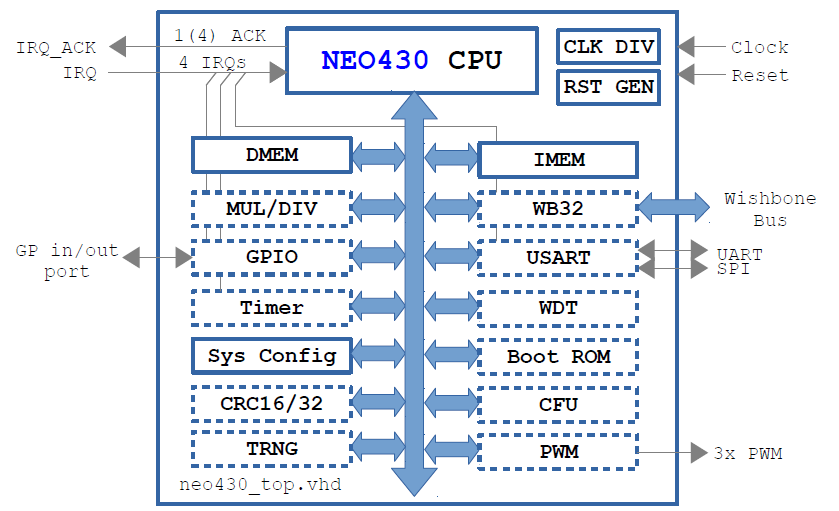 1(4) ACK
IRQ_ACK
IRQ
4 IRQs
NEO430 CPU
CLK DIV
Clock
RST GEN
Reset
DMEM
IMEM
MUL/DIV
WB32
Wishbone
Bus
GP in/out
port
GPIO
USART
UART
SPI
Timer
WDT
Sys Config
Boot ROM
CRC16/32
CFU
TRNG
PWM
3x PWM
neo430_top.vhd